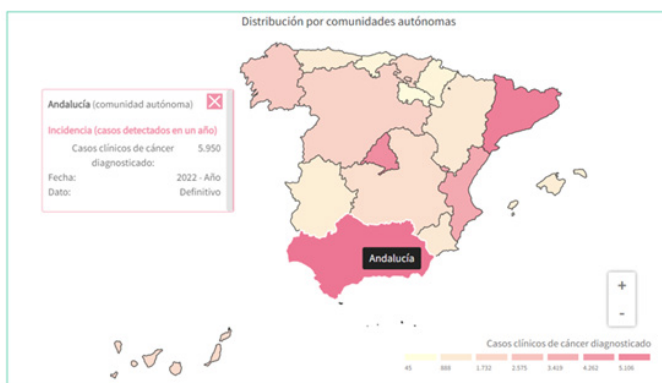 Distribución por comunidades autónomas
Andalucía (comunidad autónoma)
Incidencia (casos detectados en un año)
Casos clínicos de cáncer 5.950
diagnosticado:
Fecha: 2022 - Año
Dato: Definitivo
Andalucía
+
-
Casos clínicos de cáncer diagnosticado
45 888 1.732 2.575 3.419 4.262 5.106